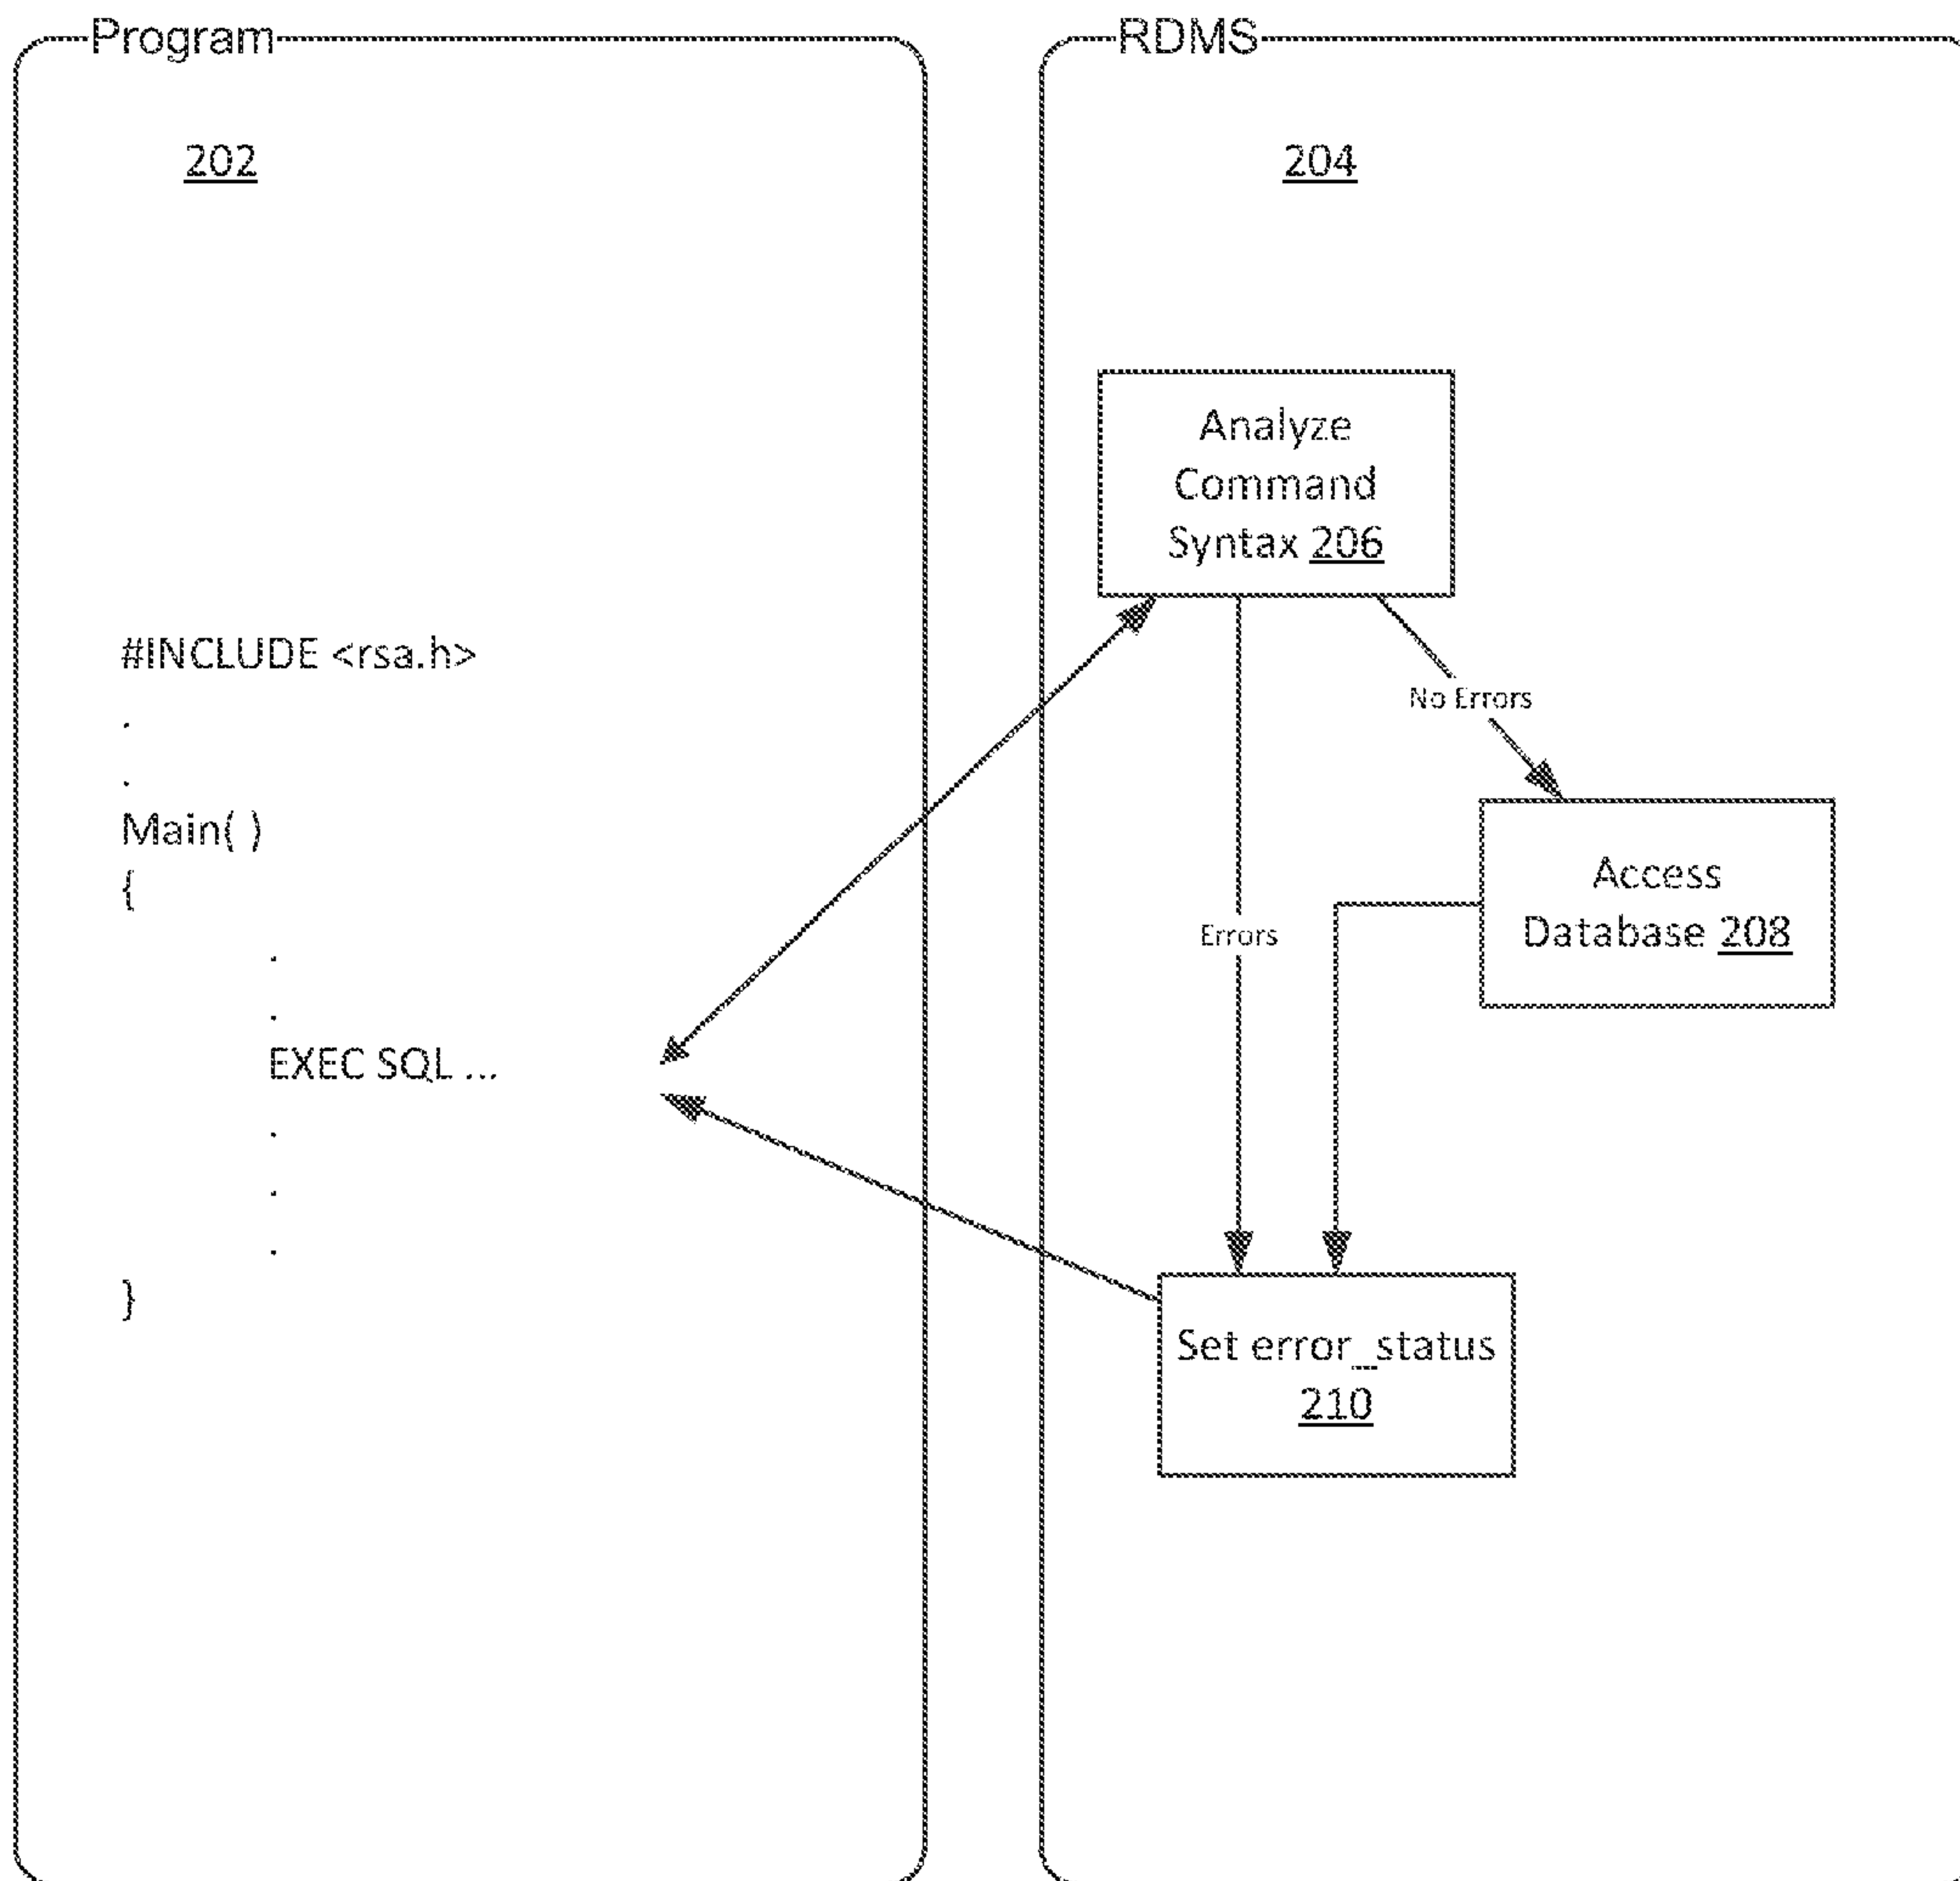 Program
202
#INCLUDE <rsa.h>
.
.
Main( )
{
.
.
EXEC SQL ...
.
.
.
}
RDMS
204
Analyze
Command
Syntax 206
No Errors
Errors
Access
Database 208
Set error_status
210